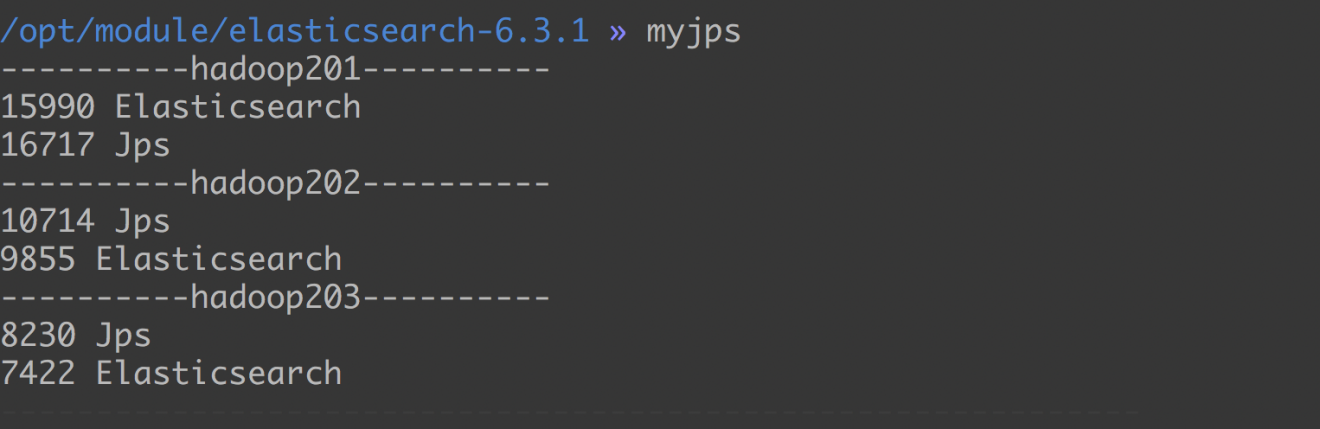 /opt/module/elasticsearch-6.3.1 » myjps
----------hadoop201----------
15990 Elasticsearch
16717 Jps
----------hadoop202----------
10714 Jps
9855 Elasticsearch
----------hadoop203----------
8230 Jps
7422 Elasticsearch